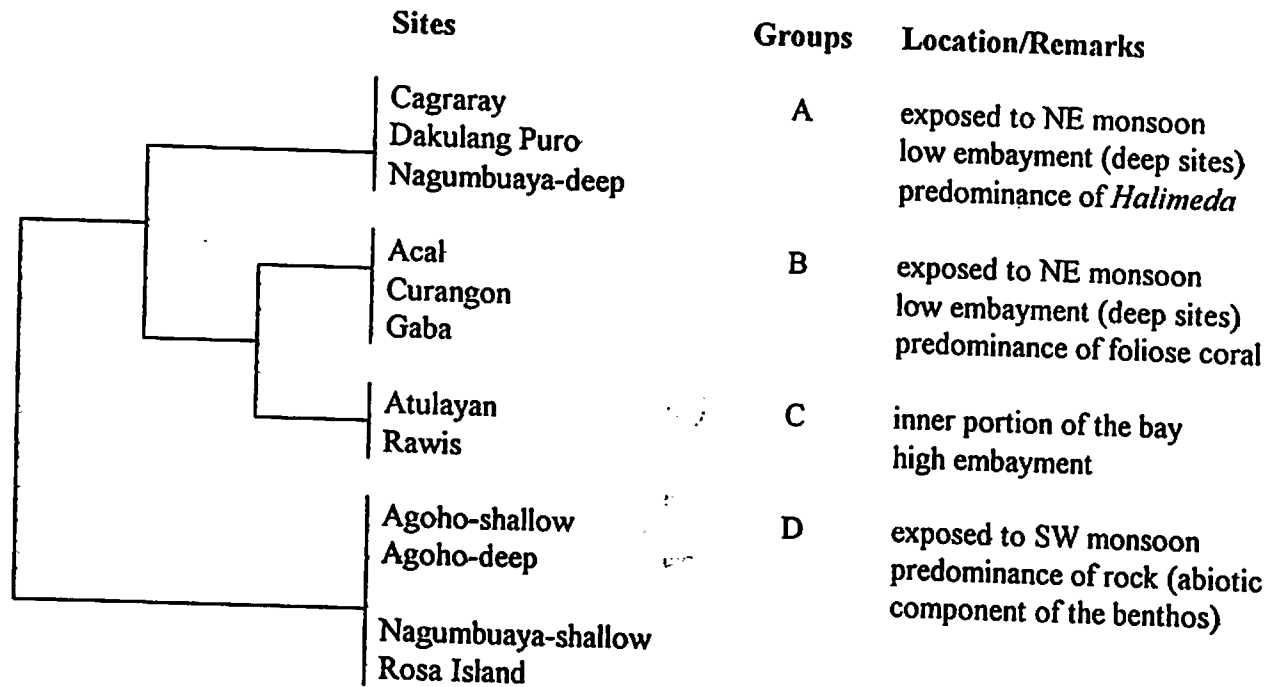 Sites
Groups
Location/Remarks
Cagraray
Dakulang Puro
Nagumbuaya-deep
A
exposed to NE monsoon
low embayment (deep sites)
predominance of Halimeda
Acal
Curangon
Gaba
B
exposed to NE monsoon
low embayment (deep sites)
predominance of foliose coral
Atulayan
Rawis
C
inner portion of the bay
high embayment
Agoho-shallow
Agoho-deep
Nagumbuaya-shallow
Rosa Island
D
exposed to SW monsoon
predominance of rock (abiotic
component of the benthos)